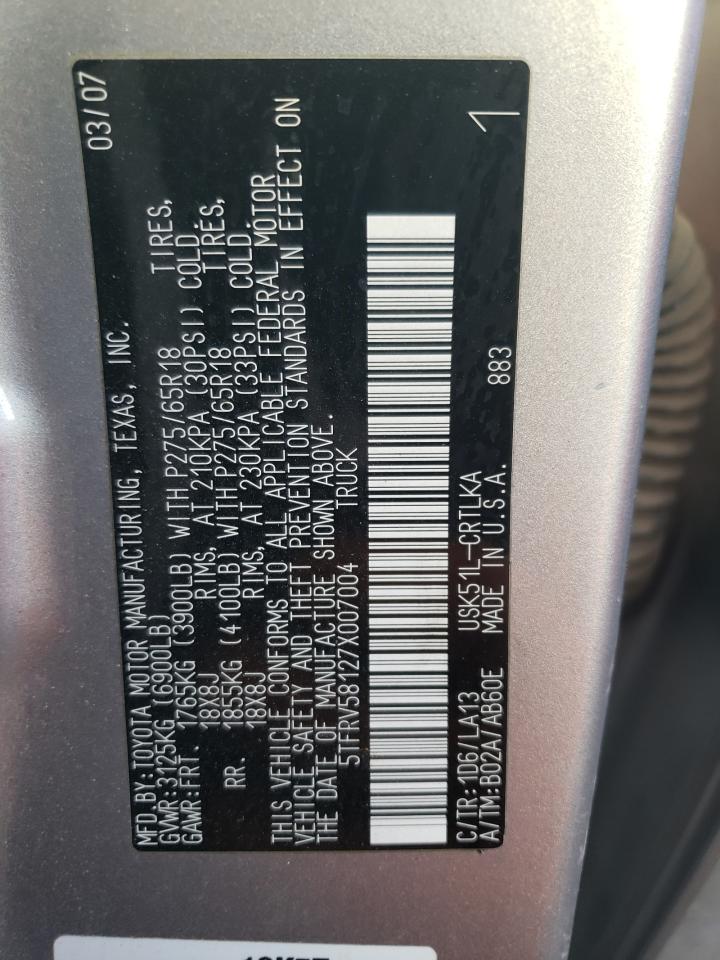 MFD. BY: TOYOTA MOTOR MANUFACTURING, TEXAS, INC. 03/07
GVWR: 3125KG (6900LB)
GAWR: FRT. 1765KG (3900LB) WITH P275/65R18 TIRES,
18X8J RIMS, AT 210KPA (30PSI) COLD.
RR. 1855KG (4100LB) WITH P275/65R18 TIRES,
18X8J RIMS, AT 230KPA (33PSI) COLD.
THIS VEHICLE CONFORMS TO ALL APPLICABLE FEDERAL MOTOR
VEHICLE SAFETY AND THEFT PREVENTION STANDARDS IN EFFECT ON
THE DATE OF MANUFACTURE SHOWN ABOVE.
5TFRV58127X007004 TRUCK
C/TR: 1D6/LA13 USK51L-CRTLKA
A/TM: B02A/AB60E MADE IN U.S.A. 883 1